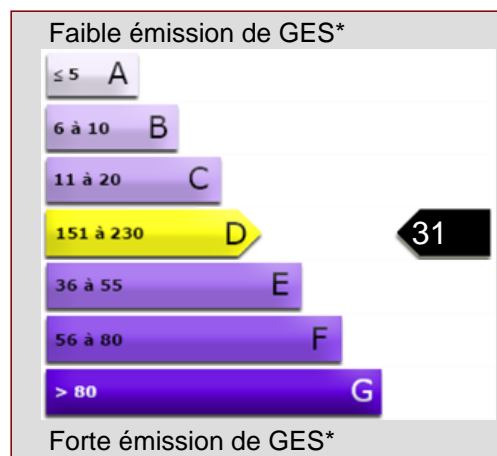 Faible émission de GES*
≤ 5 A
6 à 10 B
11 à 20 C
151 à 230 D 31
36 à 55 E
56 à 80 F
> 80 G
Forte émission de GES*